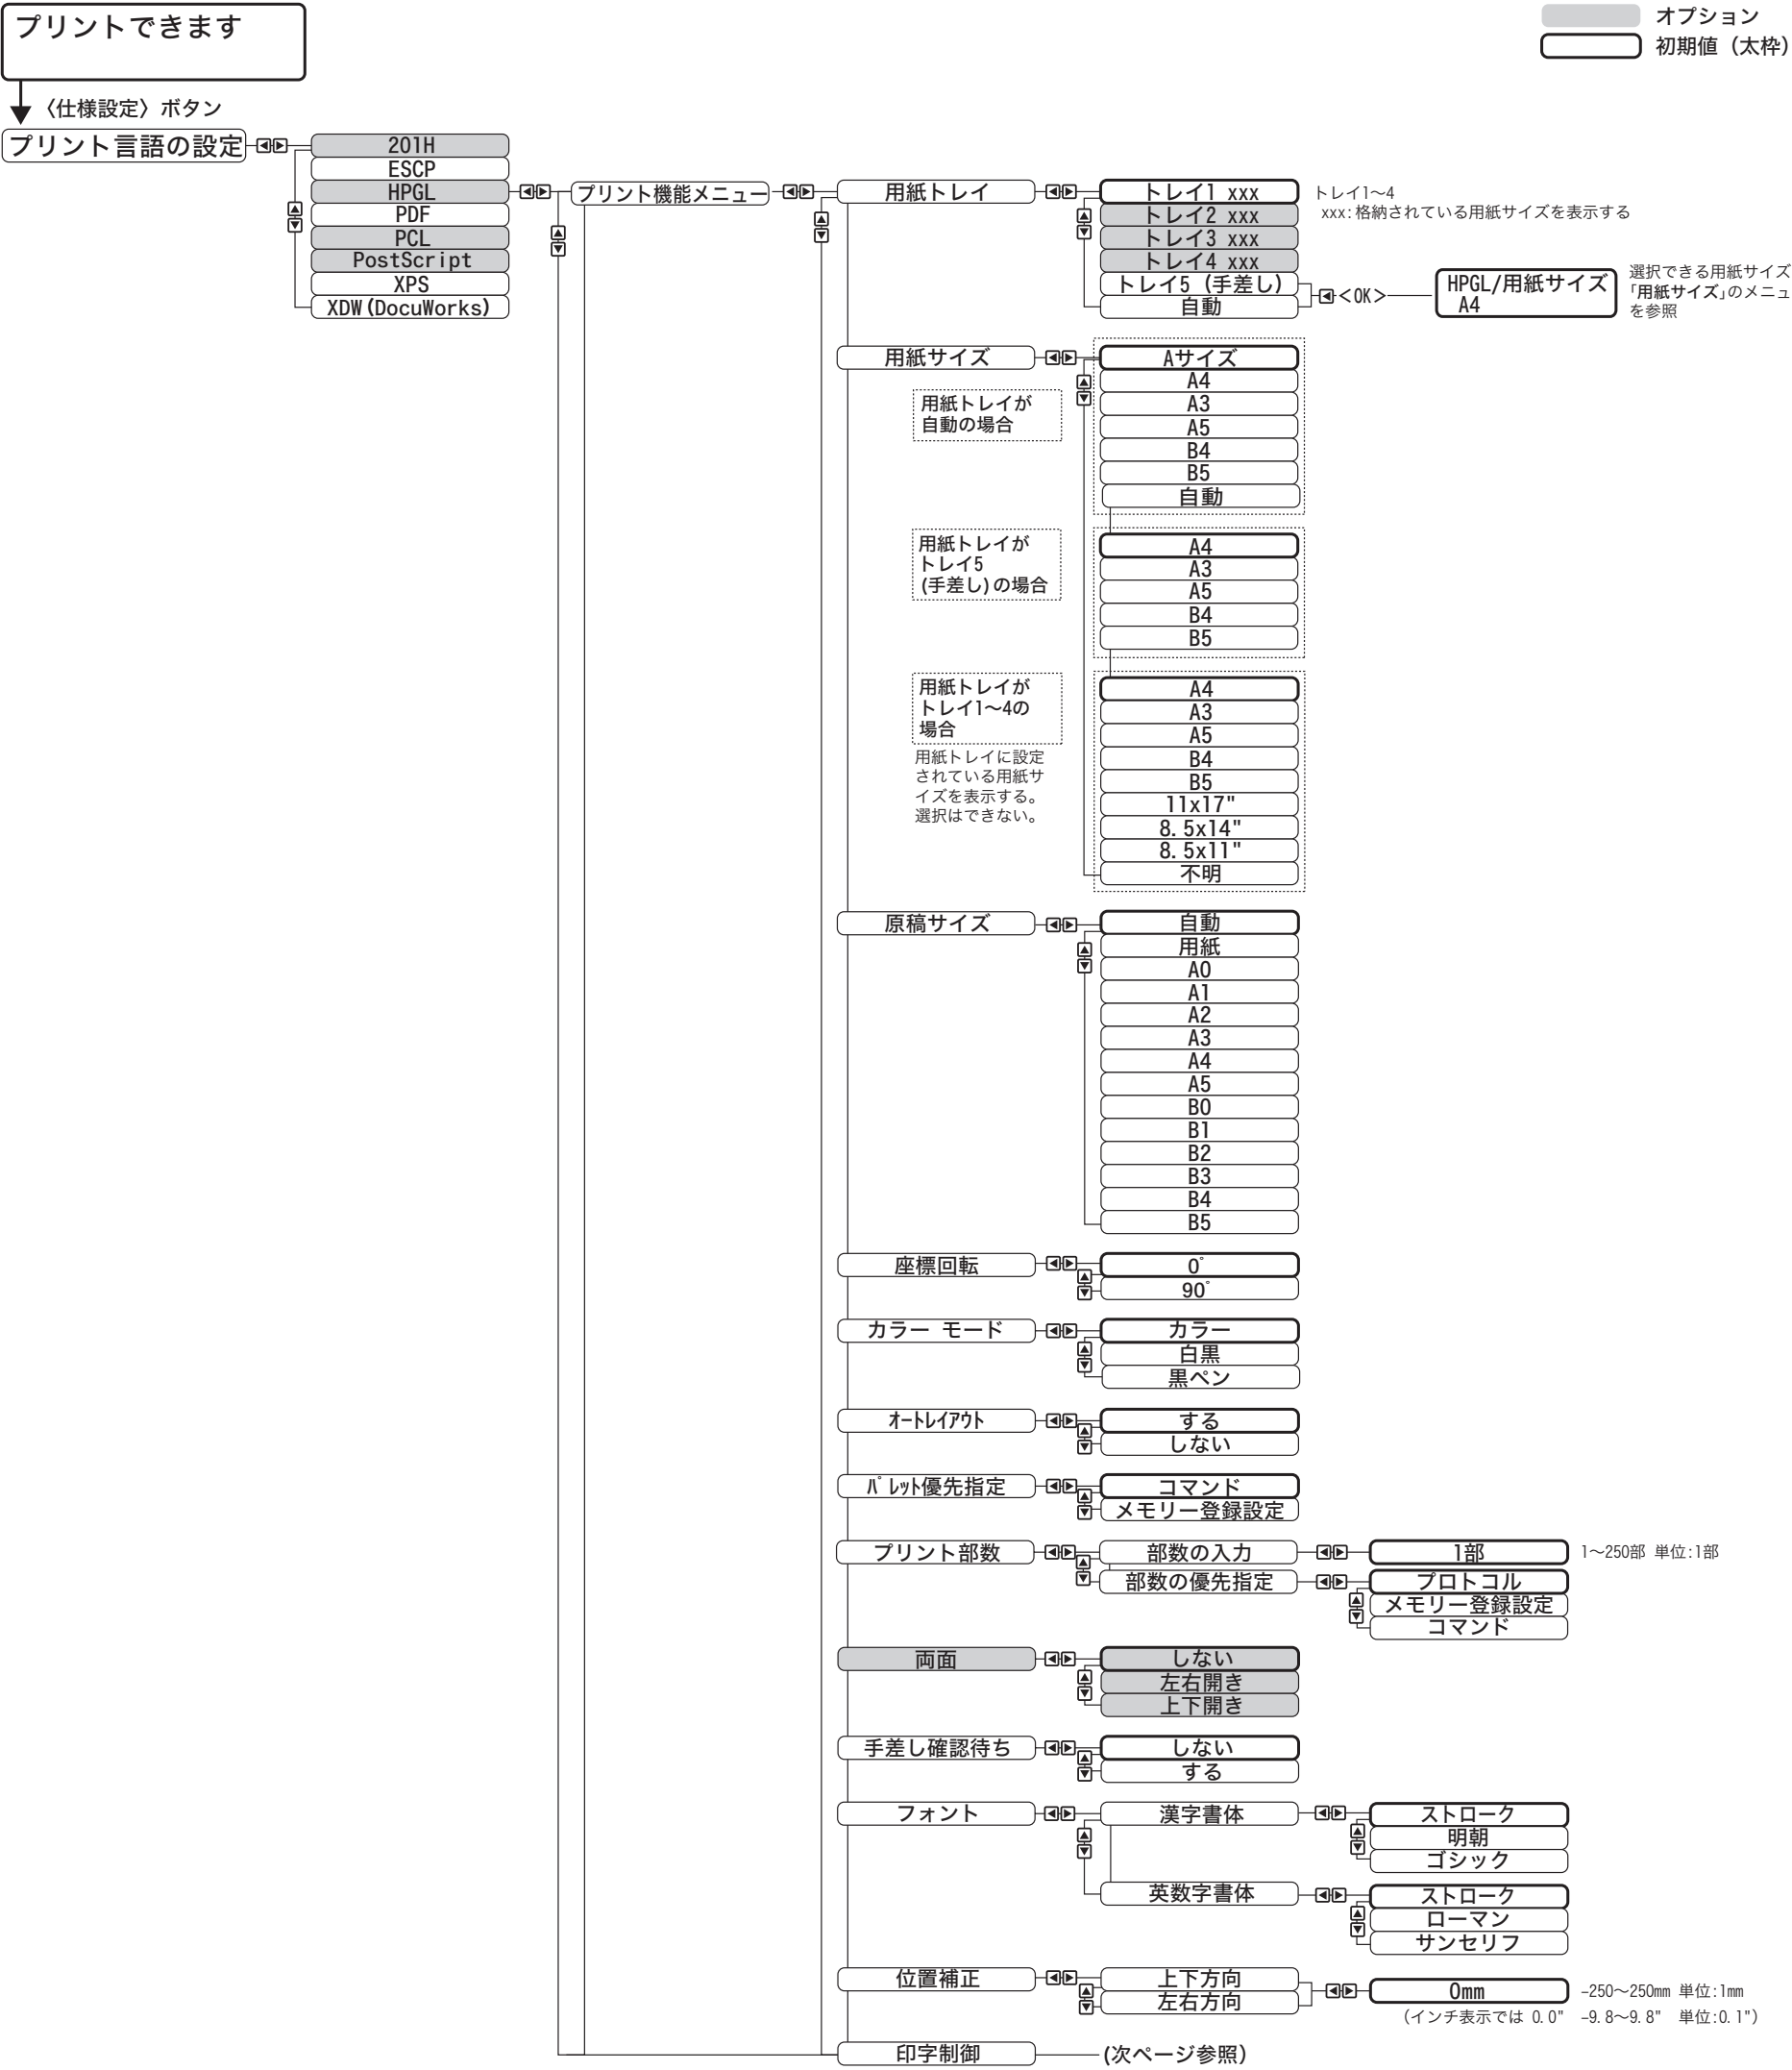 プリントできます
オプション
初期値（太枠）
〈仕様設定〉ボタン
プリント言語の設定
201H
ESCP
HPGL
PDF
PCL
PostScript
XPS
XDW(DocuWorks)
プリント機能メニュー
用紙トレイ
トレイ1 xxx
トレイ2 xxx
トレイ3 xxx
トレイ4 xxx
トレイ5（手差し）
自動
トレイ1～4
xxx:格納されている用紙サイズを表示する
＜OK＞
HPGL/用紙サイズ
A4
選択できる用紙サイズ
「用紙サイズ」のメニュ
を参照
用紙サイズ
用紙トレイが
自動の場合
Aサイズ
A4
A3
A5
B4
B5
自動
用紙トレイが
トレイ5
(手差し)の場合
A4
A3
A5
B4
B5
用紙トレイが
トレイ1～4の
場合
用紙トレイに設定
されている用紙サ
イズを表示する。
選択はできない。
A4
A3
A5
B4
B5
11x17"
8.5x14"
8.5x11"
不明
原稿サイズ
自動
用紙
A0
A1
A2
A3
A4
A5
B0
B1
B2
B3
B4
B5
座標回転
0゜
90゜
カラー モード
カラー
白黒
黒ペン
ｵｰﾄﾚｲｱｳﾄ
する
しない
ﾊﾟﾚｯﾄ優先指定
コマンド
メモリー登録設定
プリント部数
部数の入力
1部
1～250部 単位:1部
部数の優先指定
プロトコル
メモリー登録設定
コマンド
両面
しない
左右開き
上下開き
手差し確認待ち
しない
する
フォント
漢字書体
ストローク
明朝
ゴシック
英数字書体
ストローク
ローマン
サンセリフ
位置補正
上下方向
左右方向
0mm
-250～250mm 単位:1mm
（インチ表示では 0.0" -9.8～9.8" 単位:0.1"）
印字制御
(次ページ参照)